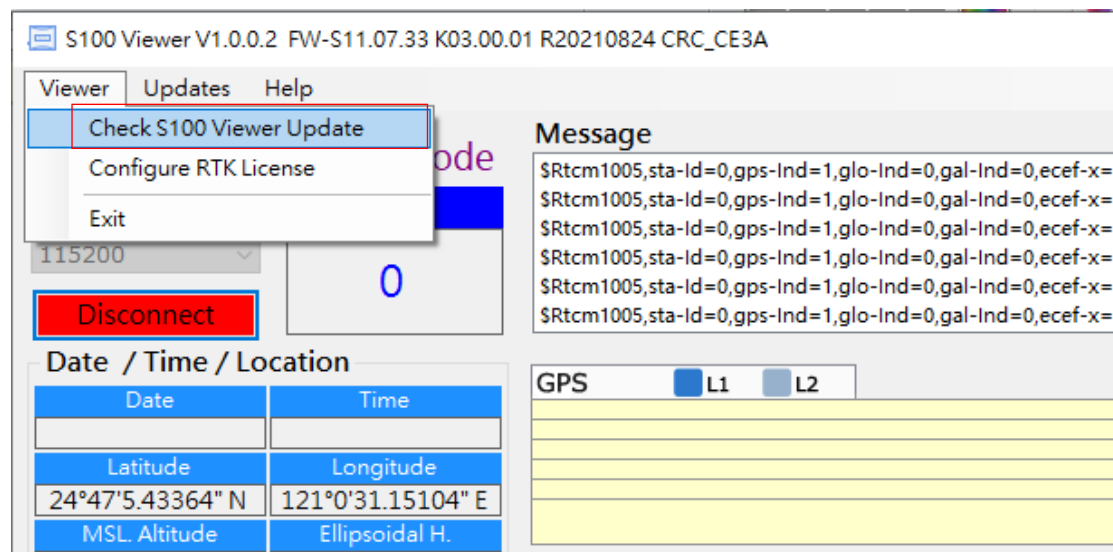 S100 Viewer V1.0.0.2 FW-S11.07.33 K03.00.01 R20210824 CRC_CE3A
Viewer Updates Help
Check S100 Viewer Update
Configure RTK License
Exit
ode
115200
0
Disconnect
Message
$Rtcm1005,sta-Id=0,gps-Ind=1,glo-Ind=0,gal-Ind=0,ecef-x=
$Rtcm1005,sta-Id=0,gps-Ind=1,glo-Ind=0,gal-Ind=0,ecef-x=
$Rtcm1005,sta-Id=0,gps-Ind=1,glo-Ind=0,gal-Ind=0,ecef-x=
$Rtcm1005,sta-Id=0,gps-Ind=1,glo-Ind=0,gal-Ind=0,ecef-x=
$Rtcm1005,sta-Id=0,gps-Ind=1,glo-Ind=0,gal-Ind=0,ecef-x=
$Rtcm1005,sta-Id=0,gps-Ind=1,glo-Ind=0,gal-Ind=0,ecef-x=
Date / Time / Location
Date Time
Latitude Longitude
24°47'5.43364" N 121°0'31.15104" E
MSL. Altitude Ellipsoidal H.
GPS L1 L2